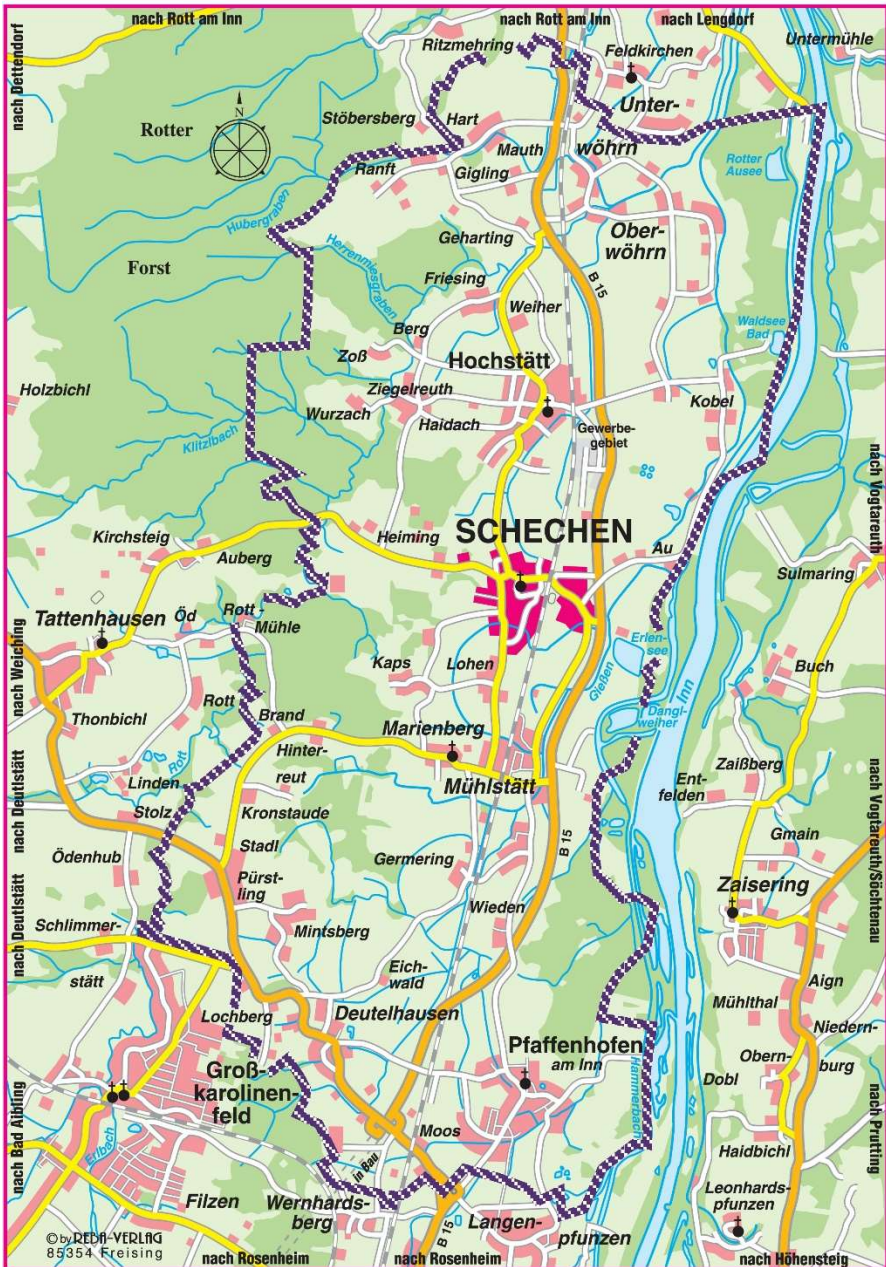 nach Rott am Inn
nach Rott am Inn
nach Lengdorf
nach Dettendorf
Ritzmehring
Feldkirchen
Untermühle
Unter-
wöhrn
Stöbersberg
Hart
Rotter
N
Mauth
Ranft
Gigling
Rotter
Ausee
Hubergraben
Geharting
Ober-
wöhrn
Herrenmiesgraben
Forst
Friesing
B 15
Weiher
Berg
Waldsee
Bad
Zoß
Hochstätt
Holzbichl
Ziegelreuth
Wurzach
Kobel
Haidach
Klitzlbach
Gewerbe-
gebiet
nach Vogtareuth
Kirchsteig
Heiming
SCHECHEN
Auberg
Au
Sulmaring
Tattenhausen
Öd
Rott -
Mühle
Erlen-
see
nach Weiching
Kaps
Lohen
Buch
Gießen
Inn
Rott
Thonbichl
Brand
Dangl-
weiher
Marienberg
Hinter-
reut
Rott
Zaißberg
Linden
Mühlstätt
Ent-
felden
nach Deutlstätt
Stolz
Kronstaude
Gmain
nach Vogtareuth/Söchtenau
Stadl
B 15
Ödenhub
Germering
Pürst-
ling
Zaisering
Wieden
nach Deutlstätt
Schlimmer-
stätt
Mintsberg
Eich-
wald
Aign
Lochberg
Deutelhausen
Mühlthal
Niedern-
burg
Pfaffenhofen
am Inn
Obern-
Dobl
Groß-
karolinen-
feld
Hammerbach
nach Bad Aibling
Moos
nach Prutting
Erlbach
Haidbichl
in Bau
Filzen
Wernhards-
berg
Leonhards-
pfunzen
Langen-
pfunzen
B 15
© by REBA-VERLAG
85354 Freising
nach Rosenheim
nach Rosenheim
nach Höhensteig